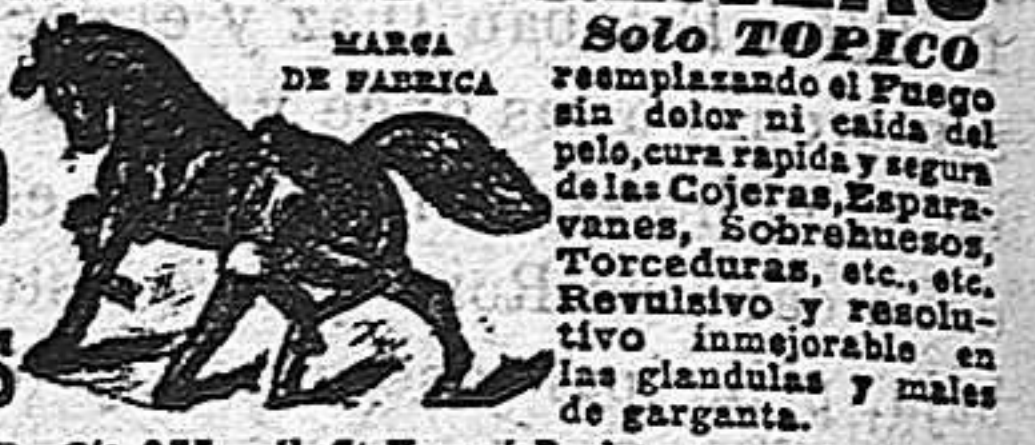 MARCA
DE FABRICA
Solo TOPICO
reemplazando el Fuego
sin dolor ni caida del
pelo, cura rapida y segura
de las Cojeras, Espara-
vanes, Sobrehuesos,
Torceduras, etc., etc.
Revulsivo y resolu-
tivo inmejorable en
las glandulas y males
de garganta.